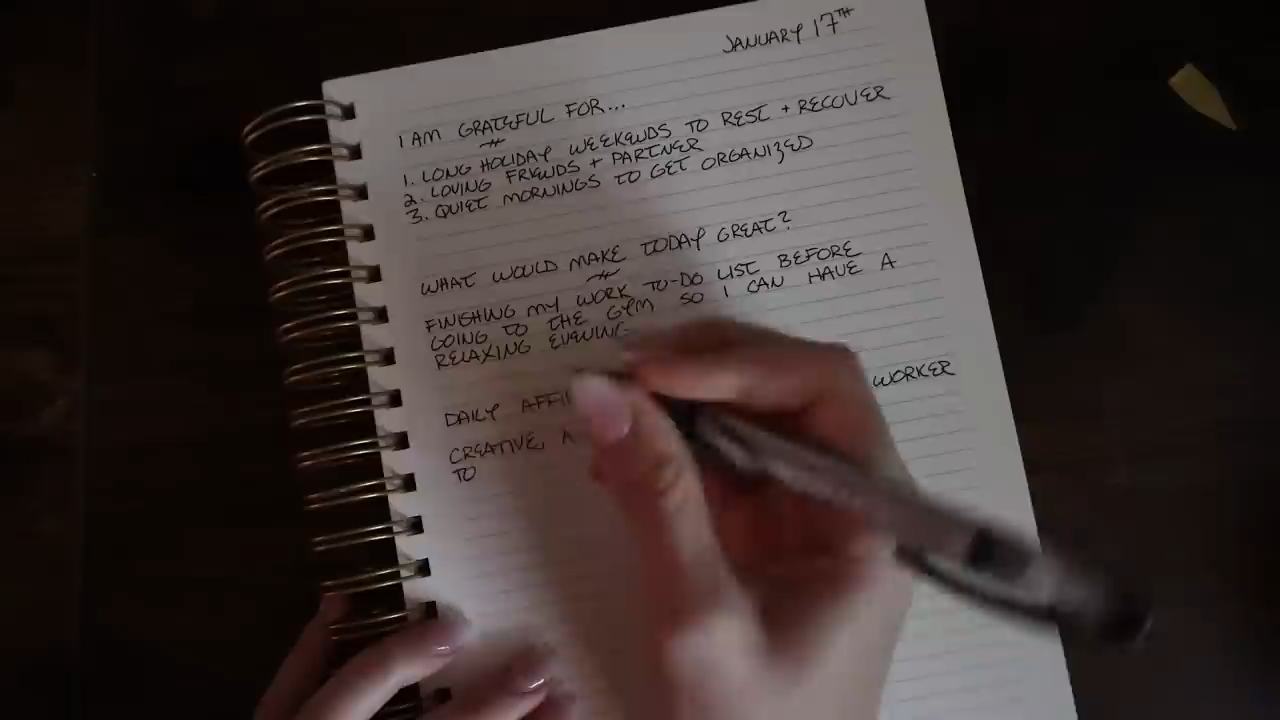 JANUARY 17TH
I AM GRATEFUL FOR...
1. LONG HOLIDAY WEEKENDS TO REST + RECOVER
2. LOVING FRIENDS + PARTNER
3. QUIET MORNINGS TO GET ORGANIZED
WHAT WOULD MAKE TODAY GREAT?
FINISHING MY WORK TO-DO LIST BEFORE
GOING TO THE GYM SO I CAN HAVE A
RELAXING EVENING
DAILY WORKER
CREATIVE,
TO